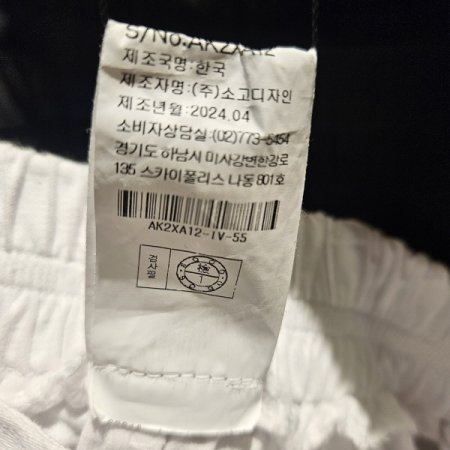 S/No.AK2XA12
제조국명:한국
제조자명:(주)소고디자인
제조년월:2024.04
소비자상담실:(02)773-5454
경기도 하남시 미사강변한강로
135 스카이폴리스 나동 801호
AK2XA12-IV-55
검사필